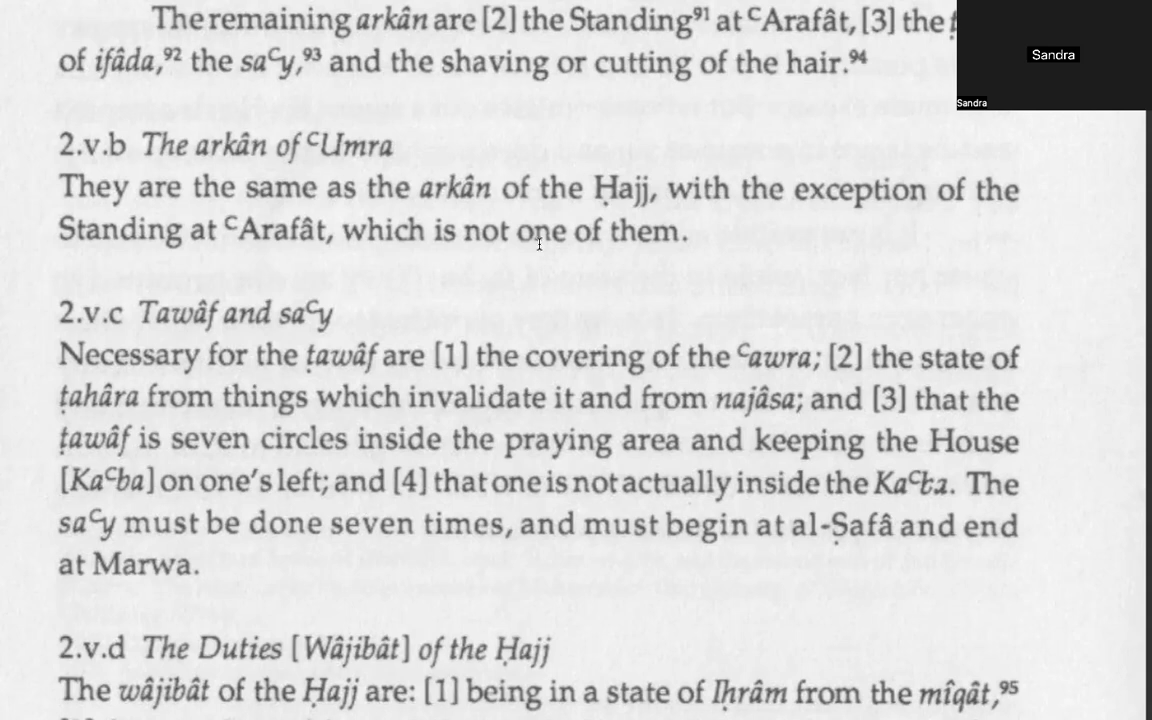 The remaining arkân are [2] the Standing⁹¹ at ᶜArafât, [3] the
of ifâda,⁹² the saᶜy,⁹³ and the shaving or cutting of the hair.⁹⁴
Sandra
Sandra
2.v.b The arkân of ᶜUmra
They are the same as the arkân of the Ḥajj, with the exception of the
Standing at ᶜArafât, which is not one of them.
2.v.c Tawâf and saᶜy
Necessary for the ṭawâf are [1] the covering of the ᶜawra; [2] the state of
ṭahâra from things which invalidate it and from najâsa; and [3] that the
ṭawâf is seven circles inside the praying area and keeping the House
[Kaᶜba] on one's left; and [4] that one is not actually inside the Kaᶜba. The
saᶜy must be done seven times, and must begin at al-Ṣafâ and end
at Marwa.
2.v.d The Duties [Wâjibât] of the Ḥajj
The wâjibât of the Ḥajj are: [1] being in a state of Iḥrâm from the mîqât,⁹⁵